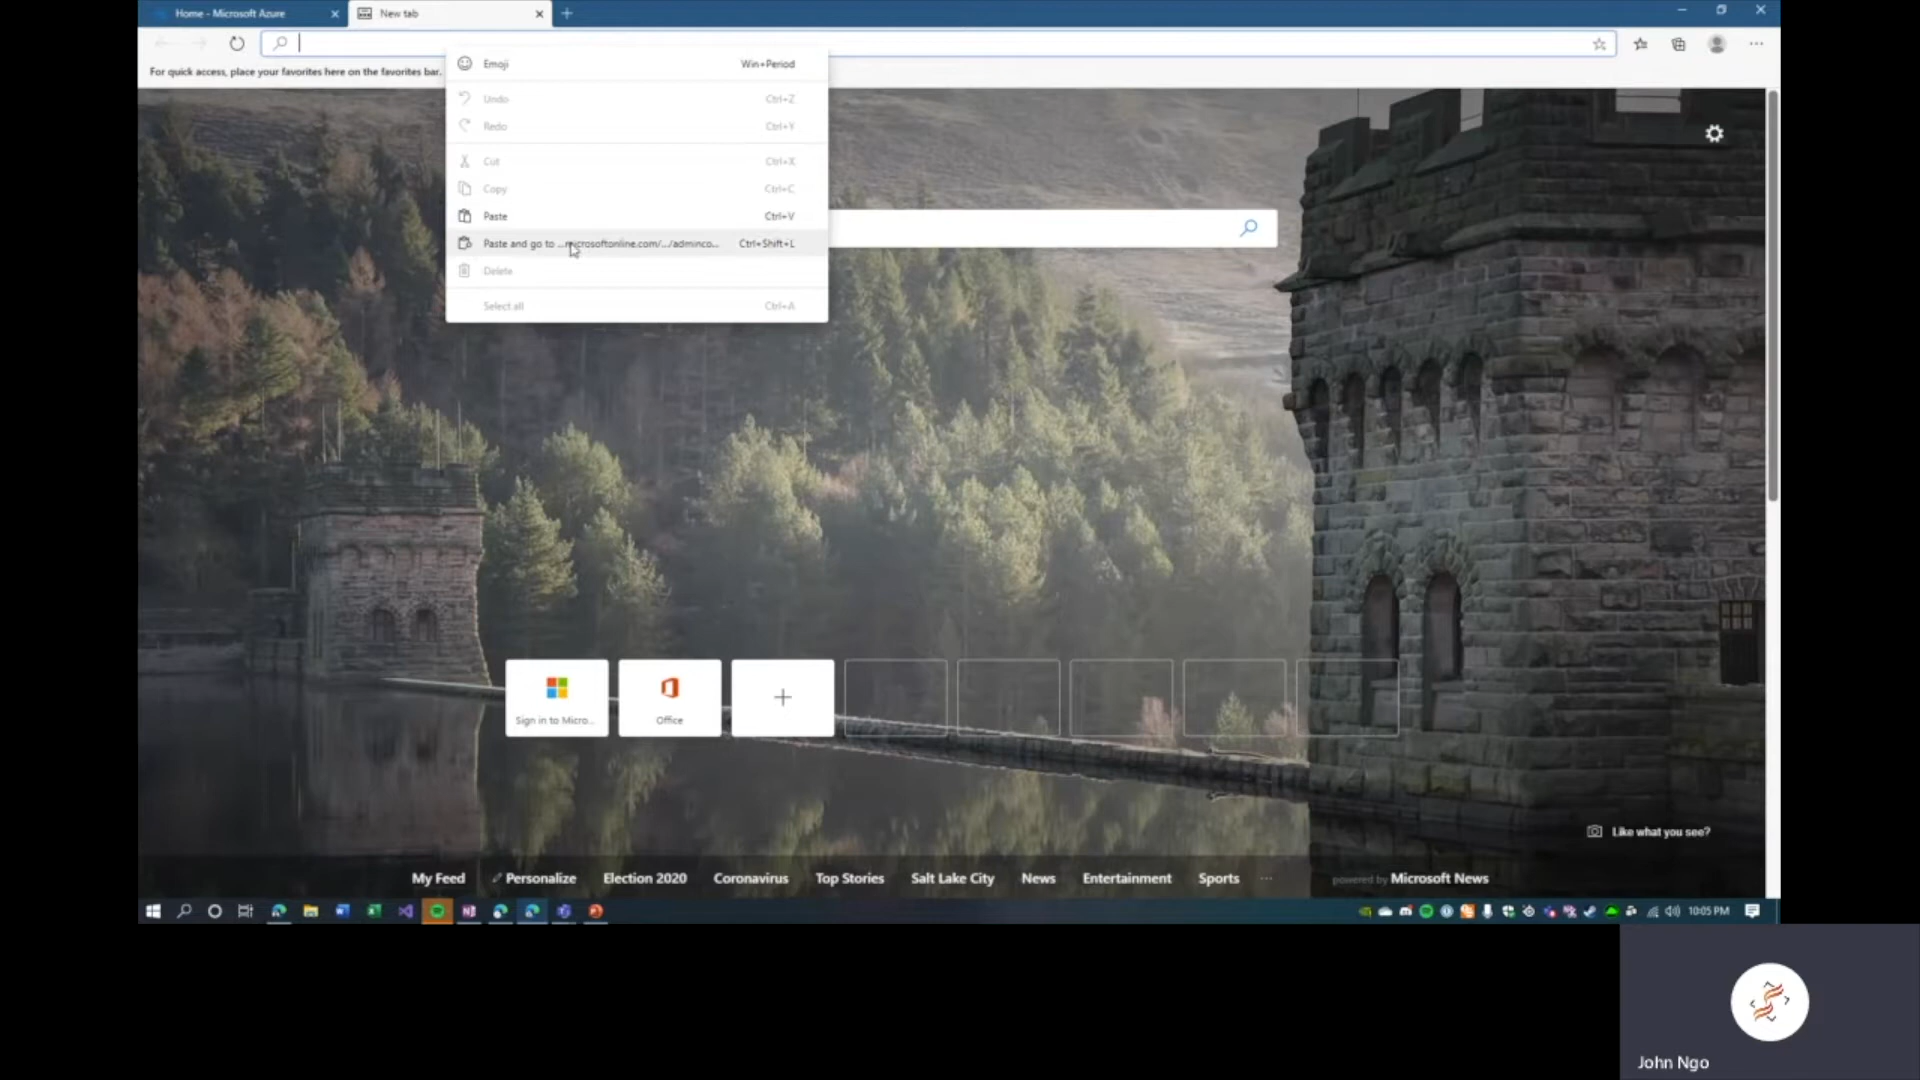 Home - Microsoft Azure
New tab
For quick access, place your favorites here on the favorites bar.
Emoji Win+Period
Undo Ctrl+Z
Redo Ctrl+Y
Cut Ctrl+X
Copy Ctrl+C
Paste Ctrl+V
Paste and go to ...microsoftonline.com/.../adminco... Ctrl+Shift+L
Delete
Select all Ctrl+A
Sign in to Micro...
Office
Like what you see?
My Feed Personalize Election 2020 Coronavirus Top Stories Salt Lake City News Entertainment Sports ... powered by Microsoft News
10:05 PM
John Ngo